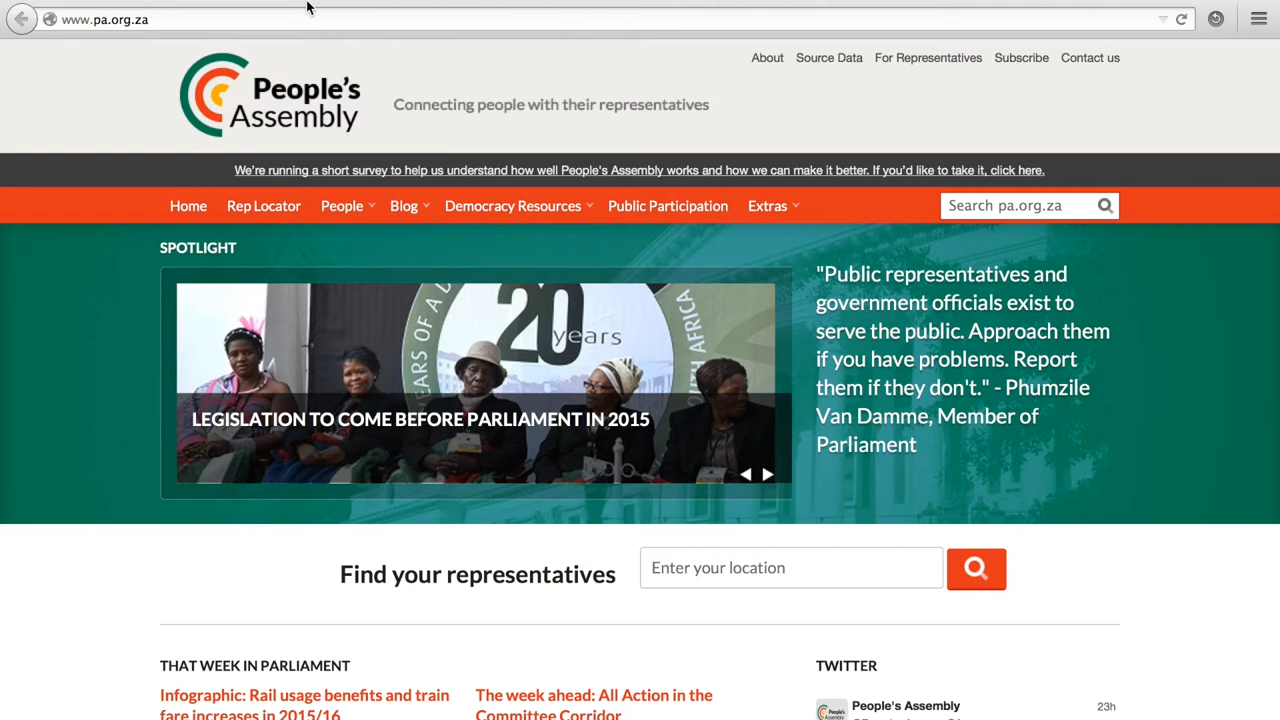 www.pa.org.za
About Source Data For Representatives Subscribe Contact us
People's
Assembly
Connecting people with their representatives
We're running a short survey to help us understand how well People's Assembly works and how we can make it better. If you'd like to take it, click here.
Home Rep Locator People Blog Democracy Resources Public Participation Extras Search pa.org.za
SPOTLIGHT
20
years
SOUTH AFRICA
YEARS OF A D
LEGISLATION TO COME BEFORE PARLIAMENT IN 2015
"Public representatives and
government officials exist to
serve the public. Approach them
if you have problems. Report
them if they don't." - Phumzile
Van Damme, Member of
Parliament
Find your representatives Enter your location
THAT WEEK IN PARLIAMENT
Infographic: Rail usage benefits and train
fare increases in 2015/16
The week ahead: All Action in the
Committee Corridor
TWITTER
People's Assembly 23h